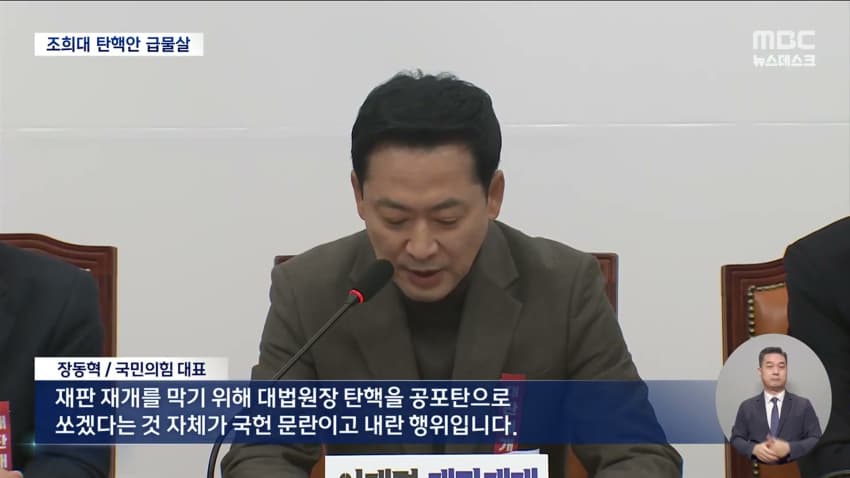 조희대 탄핵안 급물살
MBC
뉴스데스크
장동혁 / 국민의힘 대표
재판 재개를 막기 위해 대법원장 탄핵을 공포탄으로
쏘겠다는 것 자체가 국헌 문란이고 내란 행위입니다.